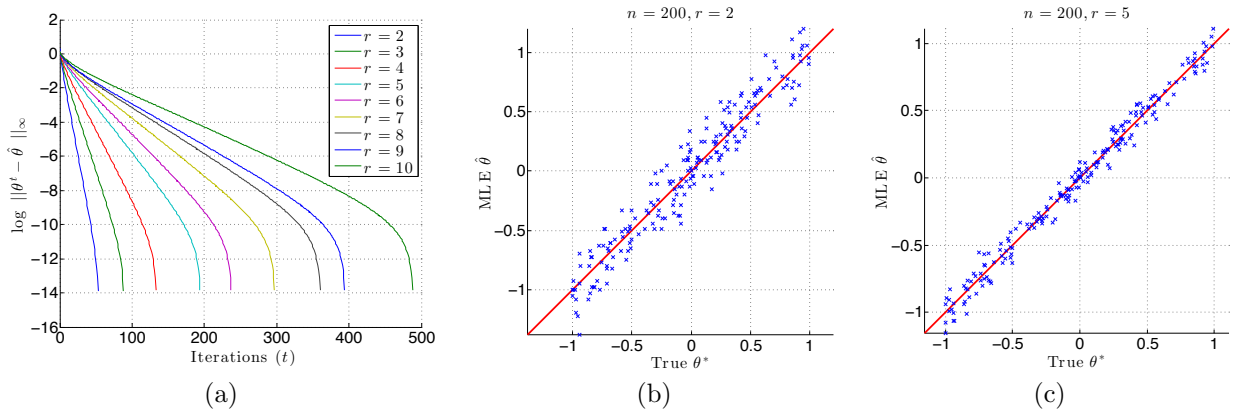 2
0
−2
−4
−6
−8
−10
−12
−14
−16
0 100 200 300 400 500
log ||θ^t − θ̂ ||_∞
Iterations (t)
r = 2
r = 3
r = 4
r = 5
r = 6
r = 7
r = 8
r = 9
r = 10
(a)
n = 200, r = 2
1
0.5
0
−0.5
−1
−1 −0.5 0 0.5 1
MLE θ̂
True θ*
(b)
n = 200, r = 5
1
0.5
0
−0.5
−1
−1 −0.5 0 0.5 1
MLE θ̂
True θ*
(c)